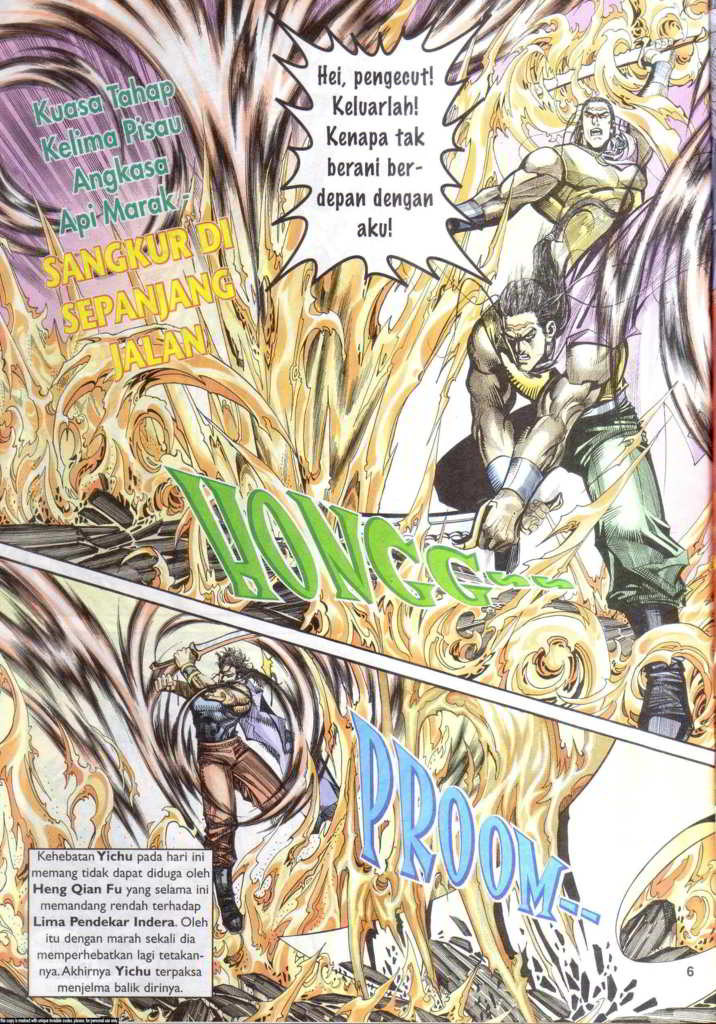 Kuasa Tahap
Kelima Pisau
Angkasa
Api Marak -
SANGKUR DI
SEPANJANG
JALAN
Hei, pengecut!
Keluarlah!
Kenapa tak
berani ber-
depan dengan
aku!
HONGG~~
PROOM--
Kehebatan Yichu pada hari ini
memang tidak dapat diduga oleh
Heng Qian Fu yang selama ini
memandang rendah terhadap
Lima Pendekar Indera. Oleh
itu dengan marah sekali dia
memperhebatkan lagi tetakan-
nya. Akhirnya Yichu terpaksa
menjelma balik dirinya.
6